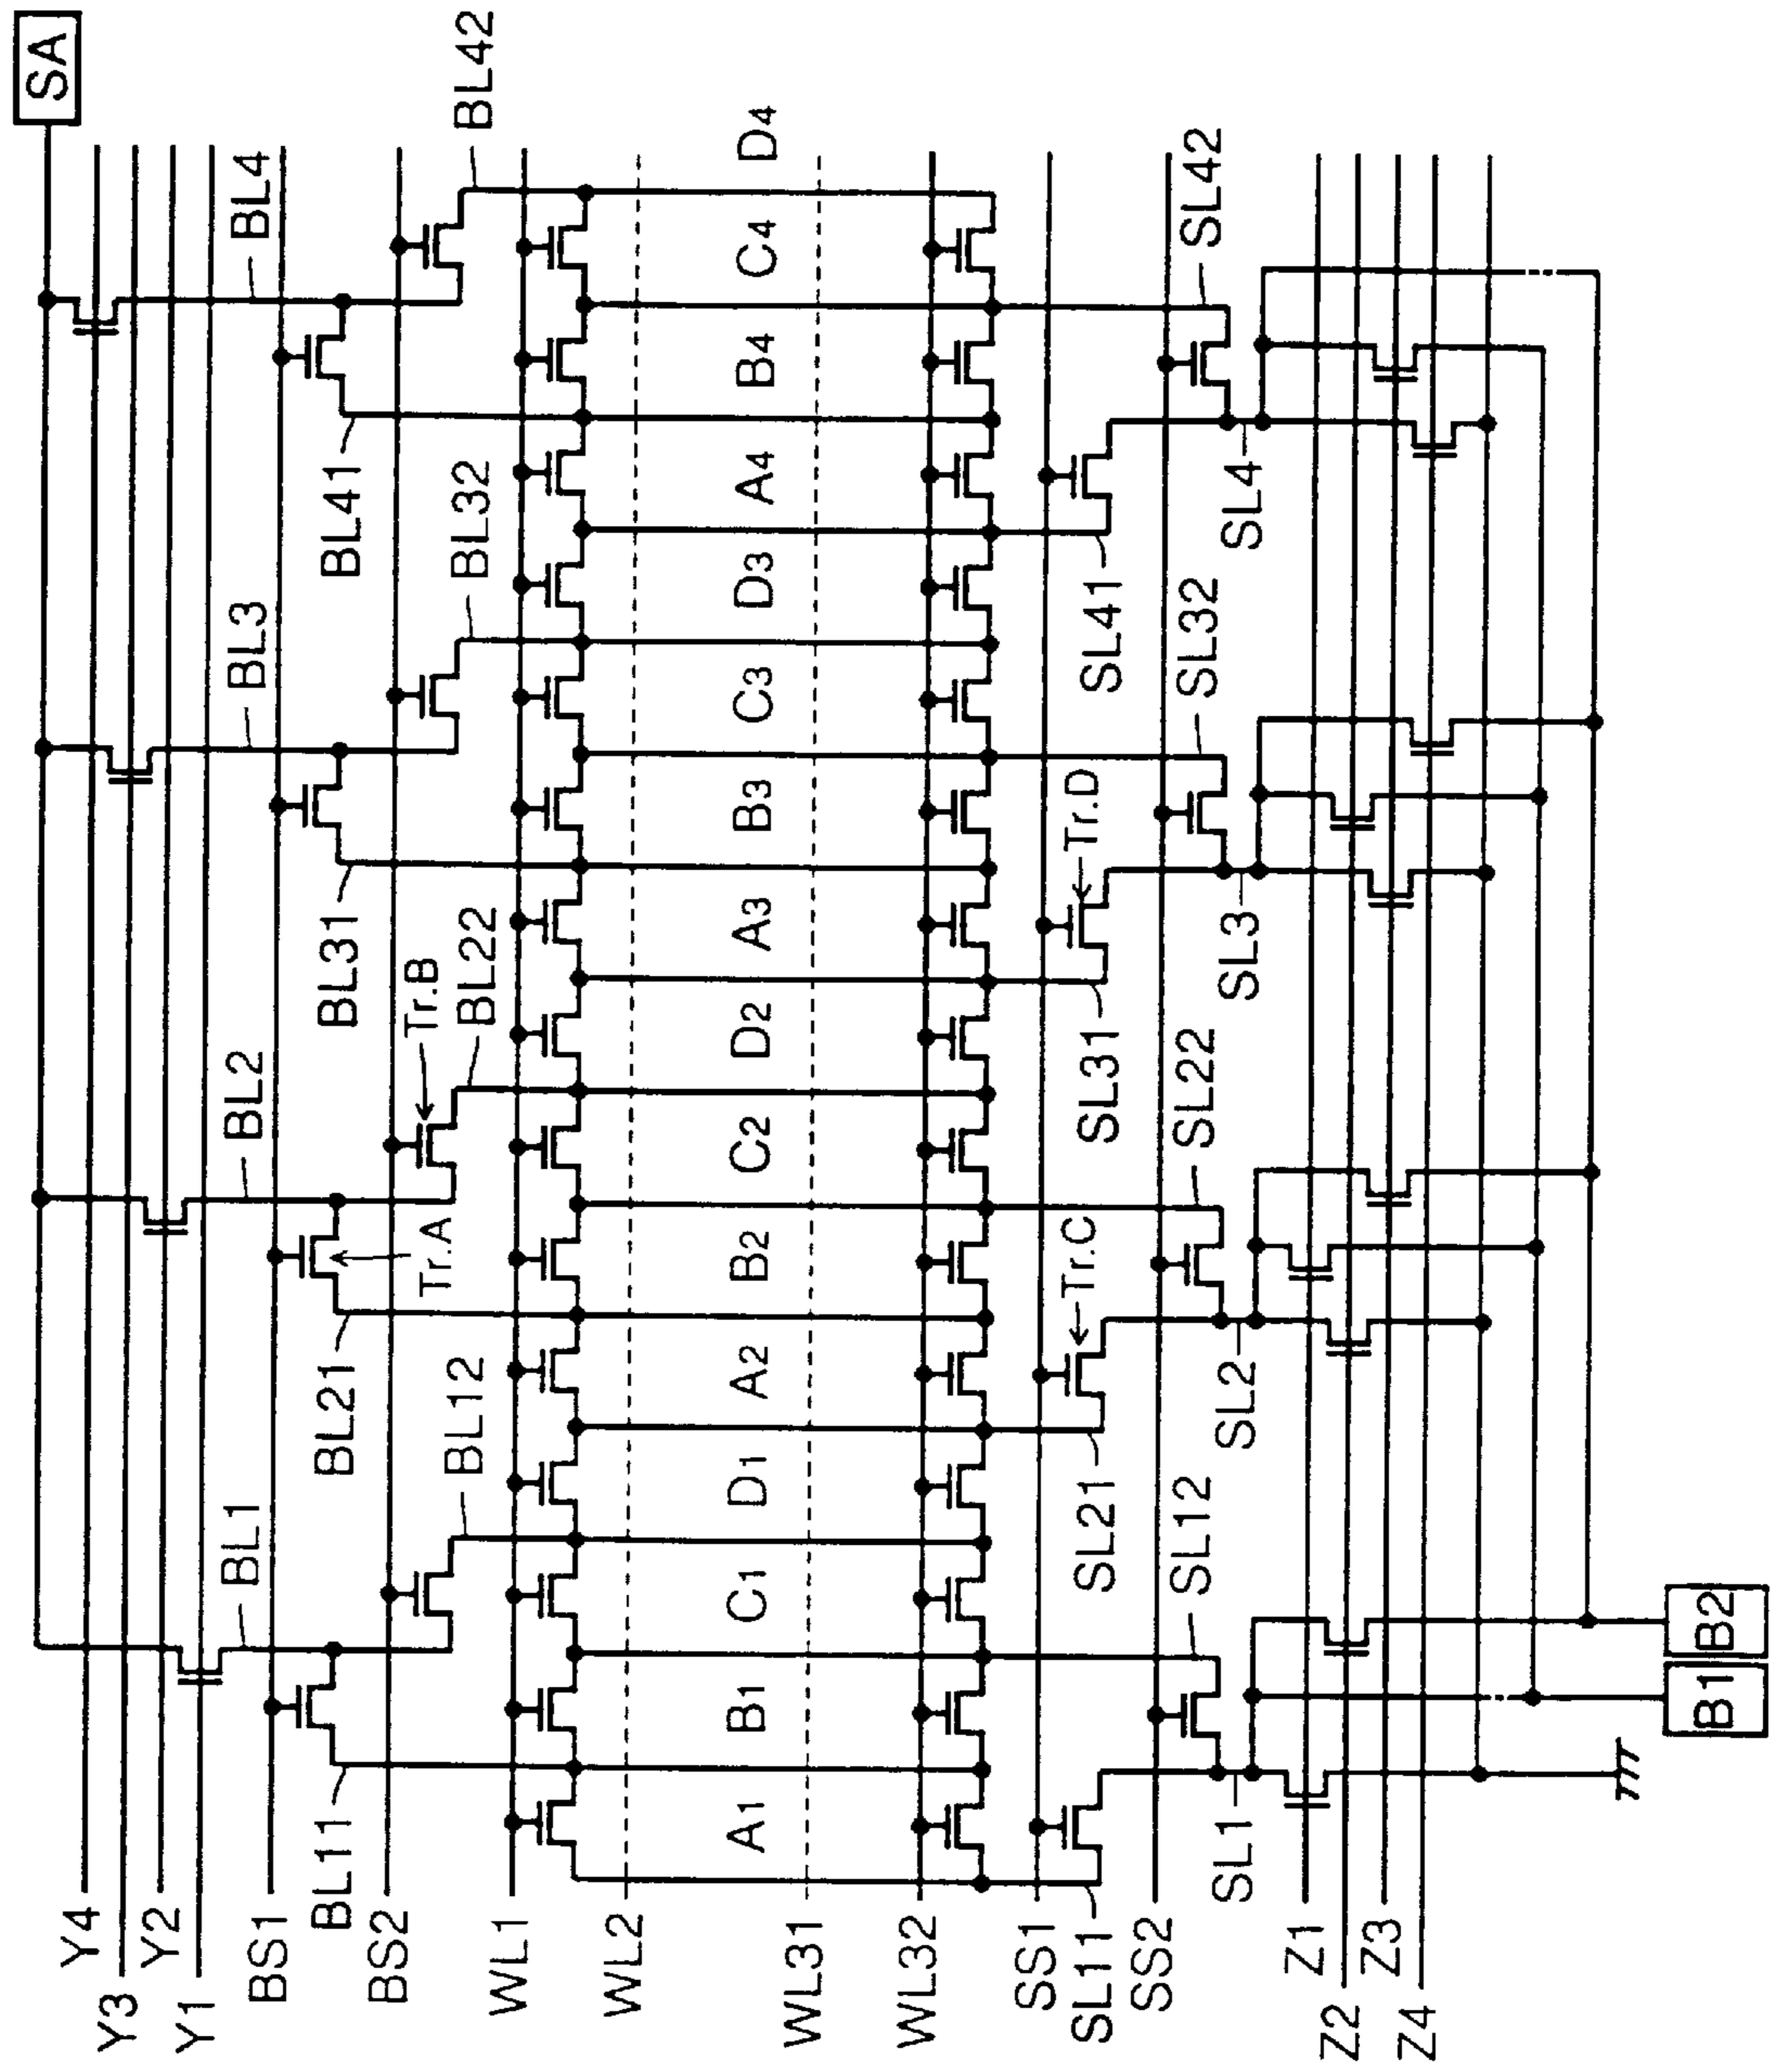 SA
Y4
Y3
Y2
Y1
BL1
BL2
BL3
BL4
BS1
BL11
BL21
BL31
BL41
Tr.A
Tr.B
BS2
BL12
BL22
BL32
BL42
WL1
WL2
A1 B1 C1 D1 A2 B2 C2 D2 A3 B3 C3 D3 A4 B4 C4 D4
WL31
WL32
SS1
Tr.C
Tr.D
SL11
SL21
SL31
SL41
SS2
SL12
SL22
SL32
SL42
SL1
SL2
SL3
SL4
Z1
Z2
Z3
Z4
B1
B2